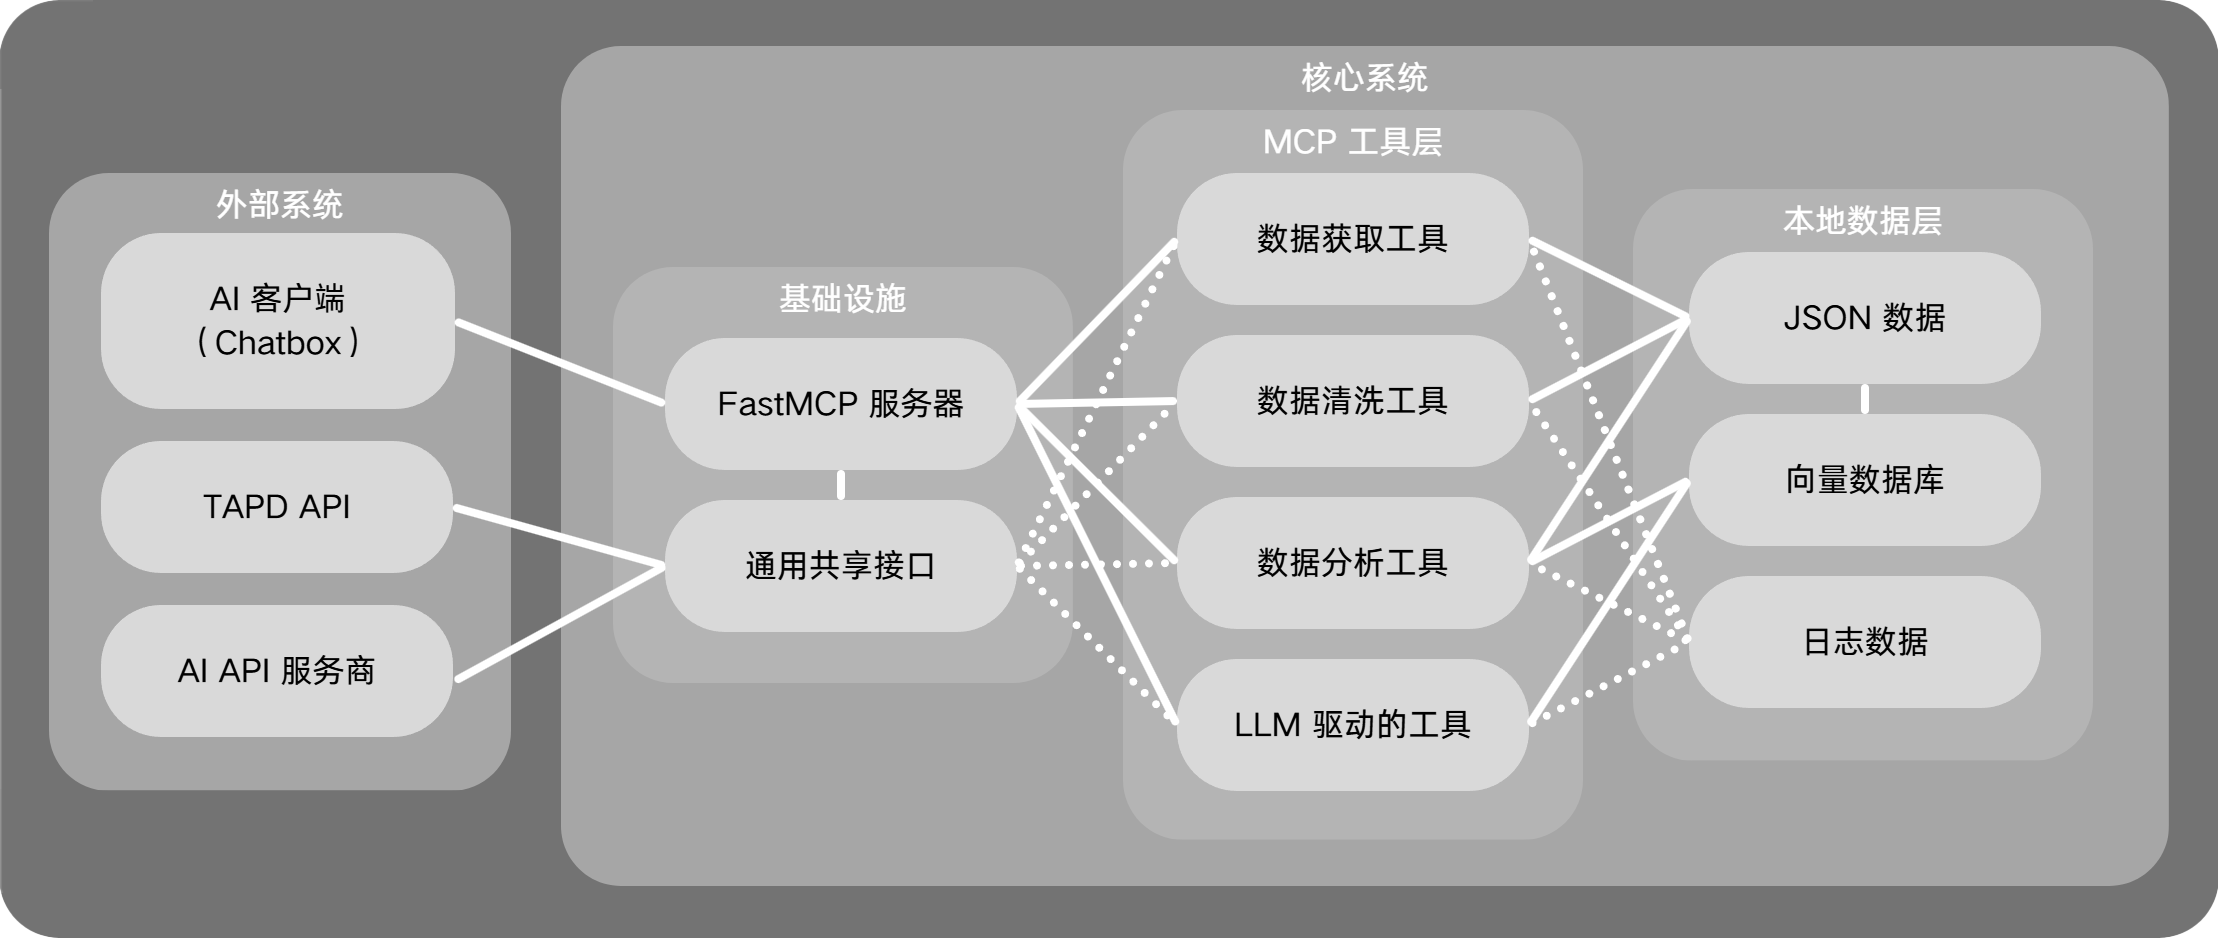 核心系统
MCP 工具层
外部系统
AI 客户端
（Chatbox）
TAPD API
AI API 服务商
基础设施
FastMCP 服务器
通用共享接口
数据获取工具
数据清洗工具
数据分析工具
LLM 驱动的工具
本地数据层
JSON 数据
向量数据库
日志数据